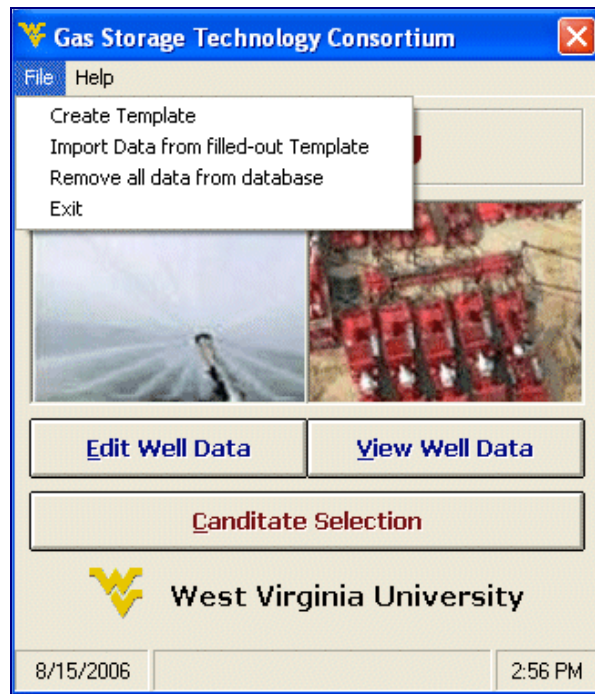 Gas Storage Technology Consortium
File Help
Create Template
Import Data from filled-out Template
Remove all data from database
Exit
Edit Well Data View Well Data
Canditate Selection
West Virginia University
8/15/2006 2:56 PM